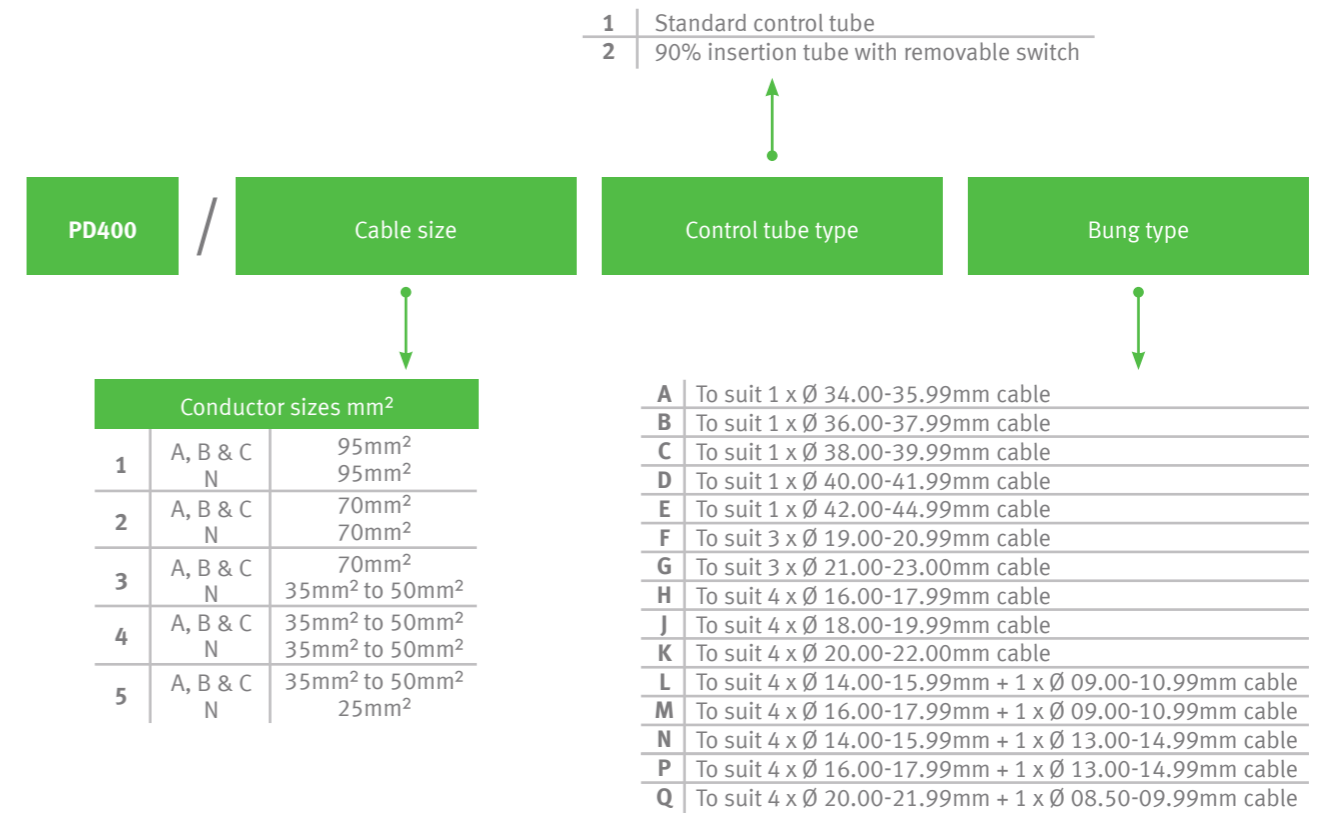 1 Standard control tube
2 90% insertion tube with removable switch
PD400 / Cable size Control tube type Bung type
Conductor sizes mm²
1 A, B & C 95mm²
N 95mm²
2 A, B & C 70mm²
N 70mm²
3 A, B & C 70mm²
N 35mm² to 50mm²
4 A, B & C 35mm² to 50mm²
N 35mm² to 50mm²
5 A, B & C 35mm² to 50mm²
N 25mm²
A To suit 1 x Ø 34.00-35.99mm cable
B To suit 1 x Ø 36.00-37.99mm cable
C To suit 1 x Ø 38.00-39.99mm cable
D To suit 1 x Ø 40.00-41.99mm cable
E To suit 1 x Ø 42.00-44.99mm cable
F To suit 3 x Ø 19.00-20.99mm cable
G To suit 3 x Ø 21.00-23.00mm cable
H To suit 4 x Ø 16.00-17.99mm cable
J To suit 4 x Ø 18.00-19.99mm cable
K To suit 4 x Ø 20.00-22.00mm cable
L To suit 4 x Ø 14.00-15.99mm + 1 x Ø 09.00-10.99mm cable
M To suit 4 x Ø 16.00-17.99mm + 1 x Ø 09.00-10.99mm cable
N To suit 4 x Ø 14.00-15.99mm + 1 x Ø 13.00-14.99mm cable
P To suit 4 x Ø 16.00-17.99mm + 1 x Ø 13.00-14.99mm cable
Q To suit 4 x Ø 20.00-21.99mm + 1 x Ø 08.50-09.99mm cable